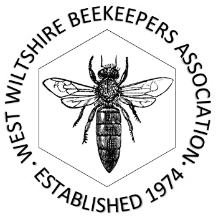 WEST WILTSHIRE BEEKEEPERS ASSOCIATION
· ESTABLISHED 1974 ·